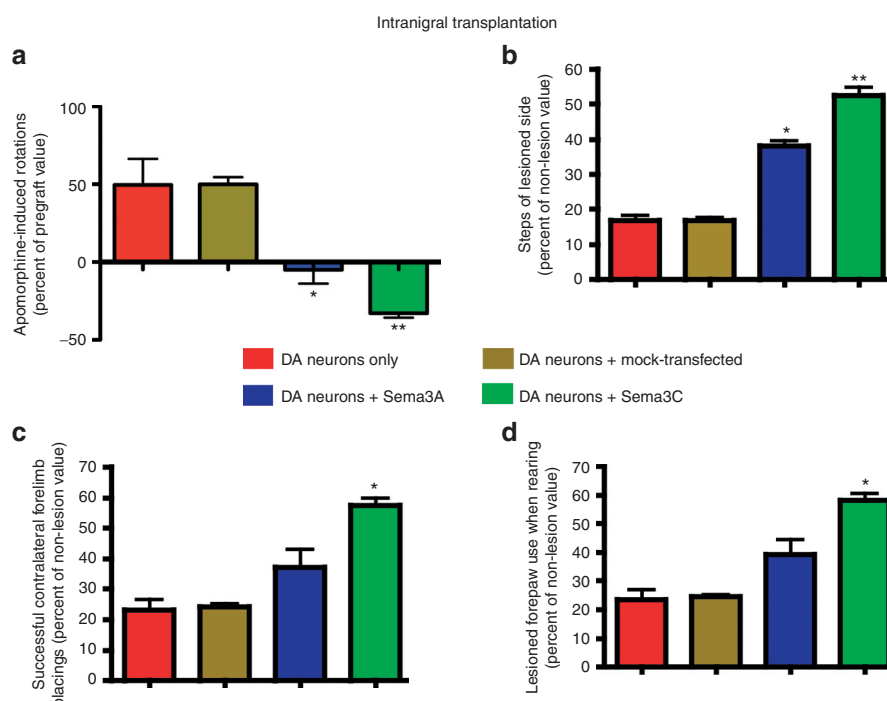 Intranigral transplantation
a
Apomorphine-induced rotations
(percent of pregraft value)
100
50
0
−50
*
**
b
Steps of lesioned side
(percent of non-lesion value)
60
50
40
30
20
10
0
*
**
DA neurons only
DA neurons + mock-transfected
DA neurons + Sema3A
DA neurons + Sema3C
c
Successful contralateral forelimb
placings (percent of non-lesion value)
70
60
50
40
30
20
10
0
*
d
Lesioned forepaw use when rearing
(percent of non-lesion value)
70
60
50
40
30
20
10
0
*